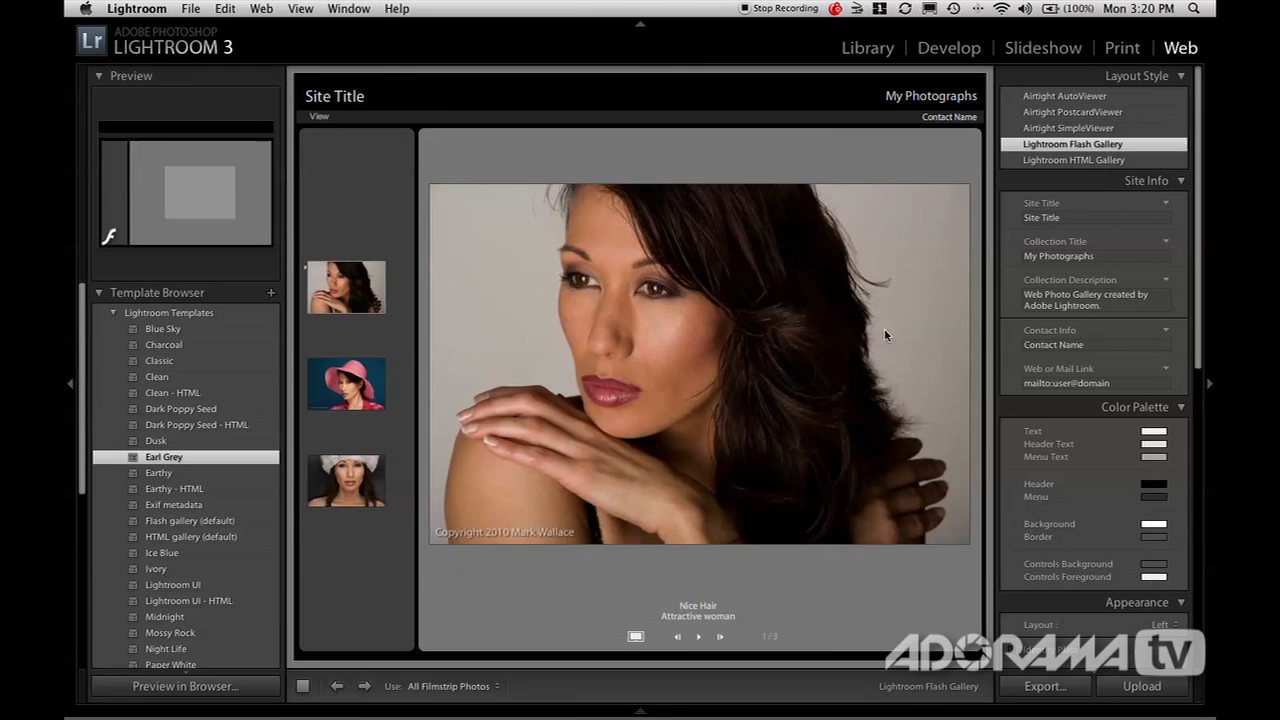 Lightroom File Edit Web View Window Help Stop Recording (100%) Mon 3:20 PM
Lr ADOBE PHOTOSHOP
LIGHTROOM 3
Library | Develop | Slideshow | Print | Web
Preview
Template Browser +
Lightroom Templates
Blue Sky
Charcoal
Classic
Clean
Clean - HTML
Dark Poppy Seed
Dark Poppy Seed - HTML
Dusk
Earl Grey
Earthy
Earthy - HTML
Exif metadata
Flash gallery (default)
HTML gallery (default)
Ice Blue
Ivory
Lightroom UI
Lightroom UI - HTML
Midnight
Mossy Rock
Night Life
Paper White
Preview in Browser...
Site Title My Photographs
View Contact Name
Copyright 2010 Mark Wallace
Nice Hair
Attractive woman
1/3
Use: All Filmstrip Photos Lightroom Flash Gallery
Layout Style
Airtight AutoViewer
Airtight PostcardViewer
Airtight SimpleViewer
Lightroom Flash Gallery
Lightroom HTML Gallery
Site Info
Site Title
Site Title
Collection Title
My Photographs
Collection Description
Web Photo Gallery created by
Adobe Lightroom.
Contact Info
Contact Name
Web or Mail Link
mailto:user@domain
Color Palette
Text
Header Text
Menu Text
Header
Menu
Background
Border
Controls Background
Controls Foreground
Appearance
Layout : Left
ADORAMA tv
Export... Upload